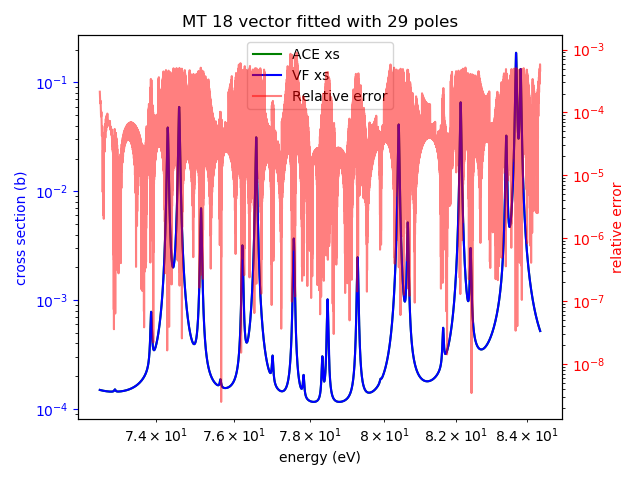 MT 18 vector fitted with 29 poles
ACE xs
VF xs
Relative error
10⁻¹
10⁻²
10⁻³
10⁻⁴
cross section (b)
10⁻³
10⁻⁴
10⁻⁵
10⁻⁶
10⁻⁷
10⁻⁸
relative error
7.4 × 10¹ 7.6 × 10¹ 7.8 × 10¹ 8 × 10¹ 8.2 × 10¹ 8.4 × 10¹
energy (eV)